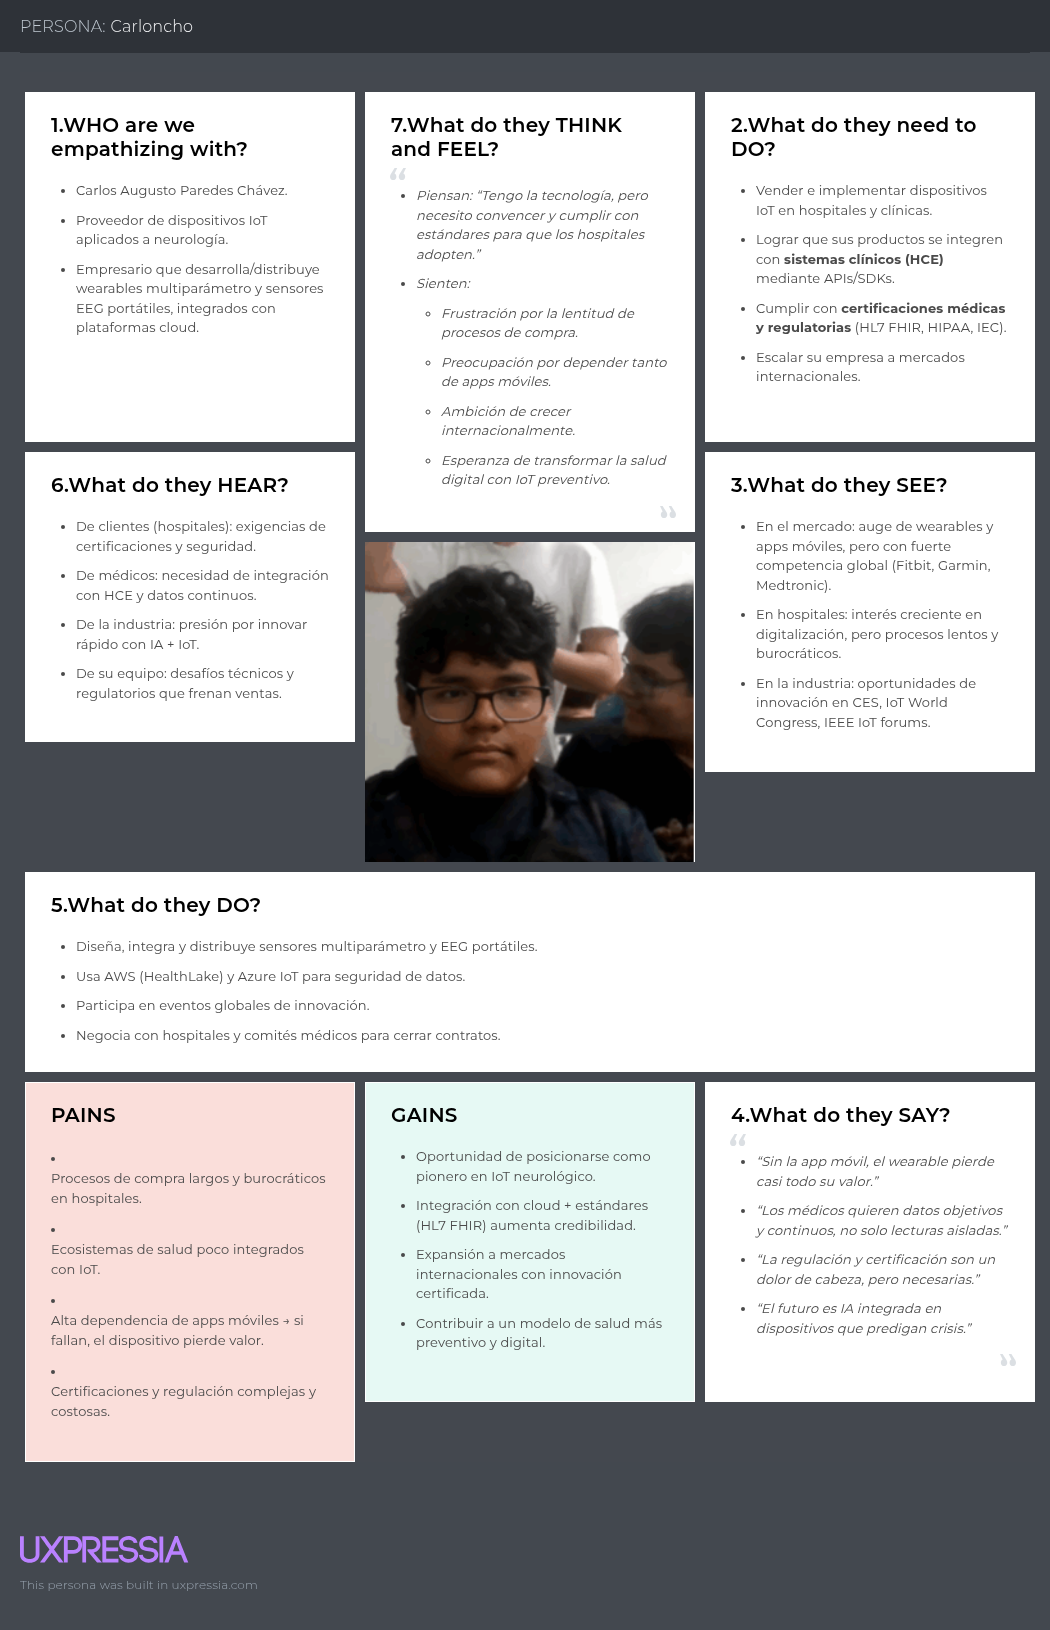 PERSONA: Carloncho
1.WHO are we
empathizing with?
• Carlos Augusto Paredes Chávez.
• Proveedor de dispositivos IoT
aplicados a neurología.
• Empresario que desarrolla/distribuye
wearables multiparámetro y sensores
EEG portátiles, integrados con
plataformas cloud.
7.What do they THINK
and FEEL?
“
• Piensan: “Tengo la tecnología, pero
necesito convencer y cumplir con
estándares para que los hospitales
adopten.”
• Sienten:
◦ Frustración por la lentitud de
procesos de compra.
◦ Preocupación por depender tanto
de apps móviles.
◦ Ambición de crecer
internacionalmente.
◦ Esperanza de transformar la salud
digital con IoT preventivo.
”
2.What do they need to
DO?
• Vender e implementar dispositivos
IoT en hospitales y clínicas.
• Lograr que sus productos se integren
con sistemas clínicos (HCE)
mediante APIs/SDKs.
• Cumplir con certificaciones médicas
y regulatorias (HL7 FHIR, HIPAA, IEC).
• Escalar su empresa a mercados
internacionales.
6.What do they HEAR?
• De clientes (hospitales): exigencias de
certificaciones y seguridad.
• De médicos: necesidad de integración
con HCE y datos continuos.
• De la industria: presión por innovar
rápido con IA + IoT.
• De su equipo: desafíos técnicos y
regulatorios que frenan ventas.
3.What do they SEE?
• En el mercado: auge de wearables y
apps móviles, pero con fuerte
competencia global (Fitbit, Garmin,
Medtronic).
• En hospitales: interés creciente en
digitalización, pero procesos lentos y
burocráticos.
• En la industria: oportunidades de
innovación en CES, IoT World
Congress, IEEE IoT forums.
5.What do they DO?
• Diseña, integra y distribuye sensores multiparámetro y EEG portátiles.
• Usa AWS (HealthLake) y Azure IoT para seguridad de datos.
• Participa en eventos globales de innovación.
• Negocia con hospitales y comités médicos para cerrar contratos.
PAINS
•
Procesos de compra largos y burocráticos
en hospitales.
•
Ecosistemas de salud poco integrados
con IoT.
•
Alta dependencia de apps móviles → si
fallan, el dispositivo pierde valor.
•
Certificaciones y regulación complejas y
costosas.
GAINS
• Oportunidad de posicionarse como
pionero en IoT neurológico.
• Integración con cloud + estándares
(HL7 FHIR) aumenta credibilidad.
• Expansión a mercados
internacionales con innovación
certificada.
• Contribuir a un modelo de salud más
preventivo y digital.
4.What do they SAY?
“
• “Sin la app móvil, el wearable pierde
casi todo su valor.”
• “Los médicos quieren datos objetivos
y continuos, no solo lecturas aisladas.”
• “La regulación y certificación son un
dolor de cabeza, pero necesarias.”
• “El futuro es IA integrada en
dispositivos que predigan crisis.”
”
UXPRESSIA
This persona was built in uxpressia.com